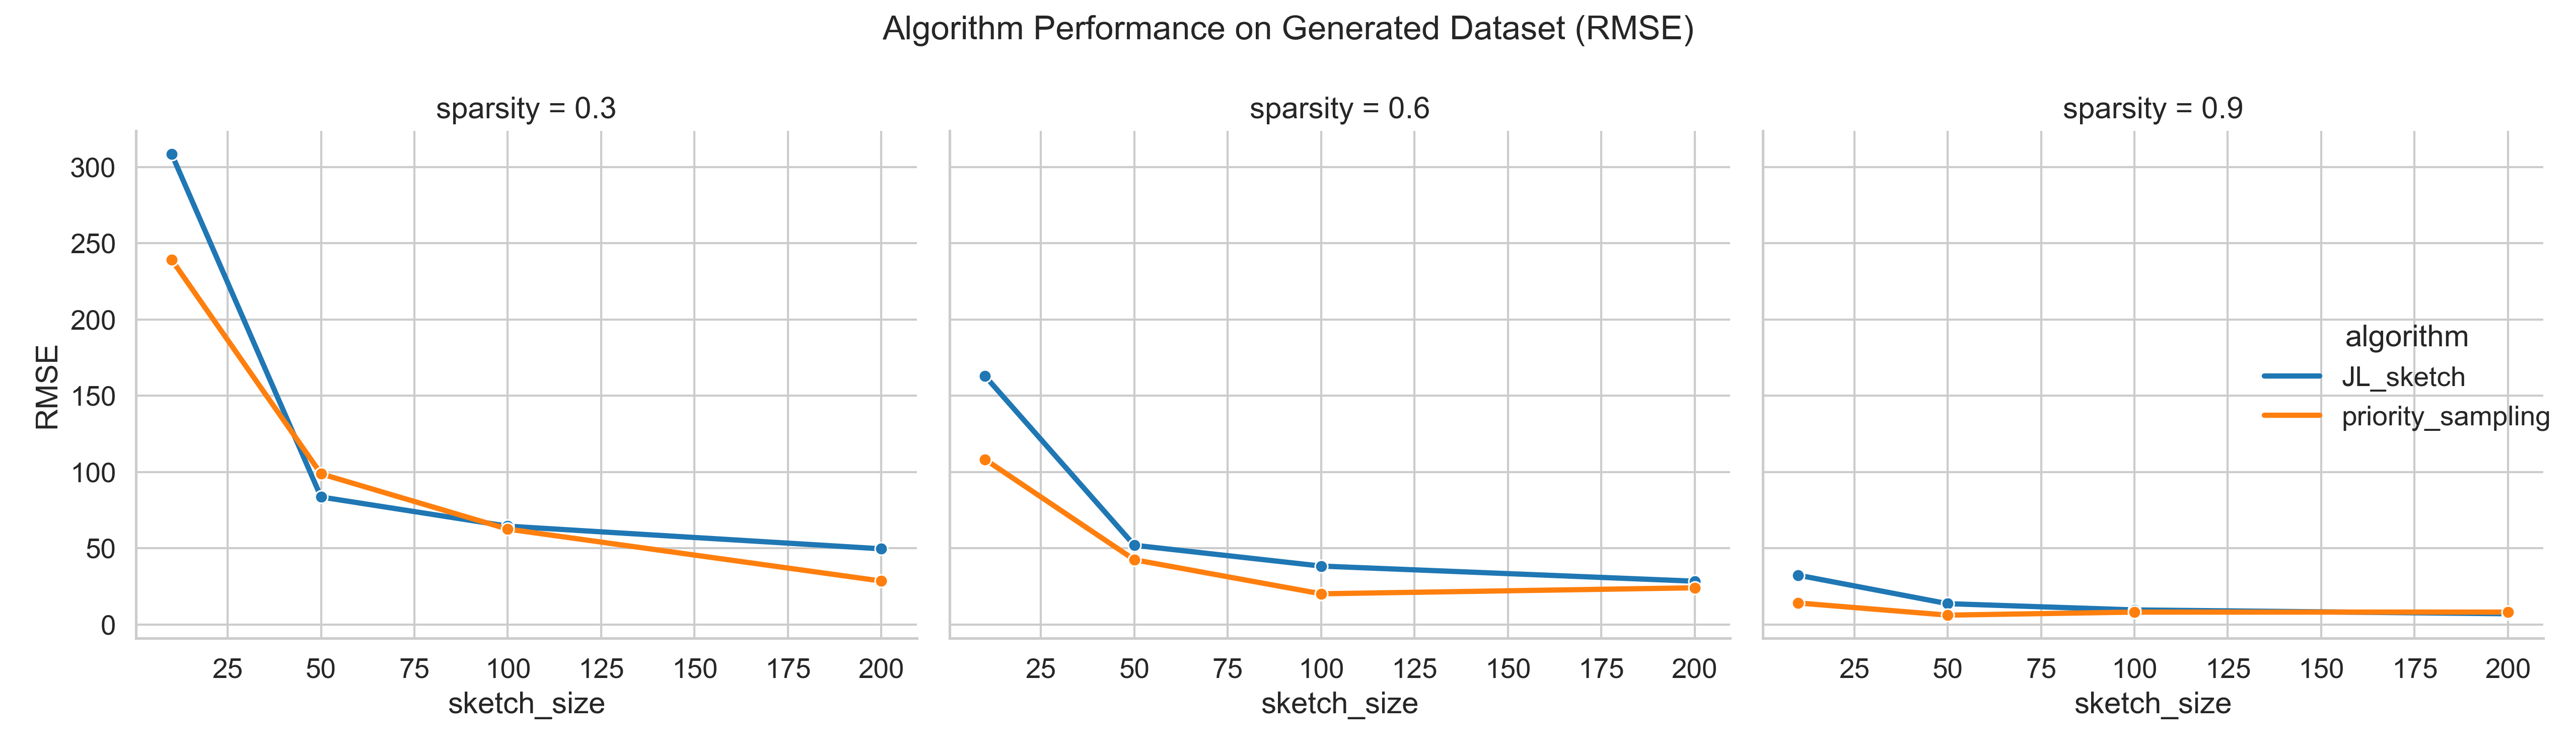 Algorithm Performance on Generated Dataset (RMSE)
sparsity = 0.3
sparsity = 0.6
sparsity = 0.9
RMSE
300
250
200
150
100
50
0
25 50 75 100 125 150 175 200
sketch_size
25 50 75 100 125 150 175 200
sketch_size
25 50 75 100 125 150 175 200
sketch_size
algorithm
JL_sketch
priority_sampling